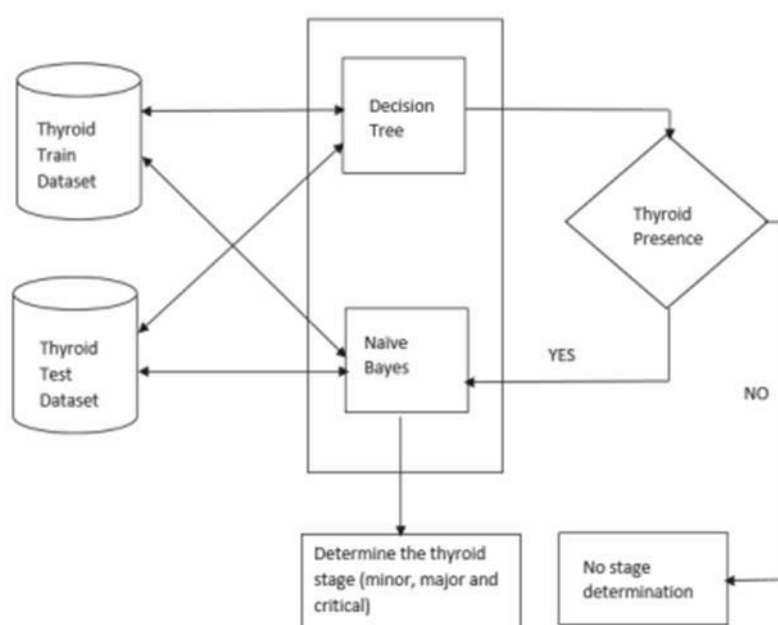 Thyroid
Train
Dataset
Decision
Tree
Thyroid
Presence
Thyroid
Test
Dataset
Naïve
Bayes
YES
NO
Determine the thyroid
stage (minor, major and
critical)
No stage
determination